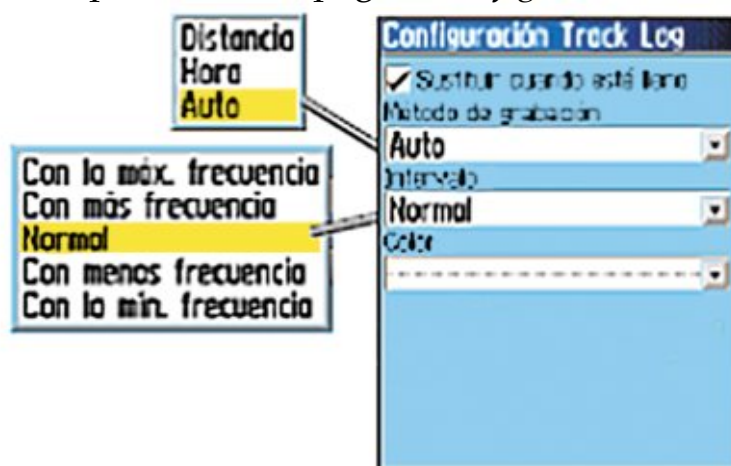 Distancia
Hora
Auto
Con la máx. frecuencia
Con más frecuencia
Normal
Con menos frecuencia
Con la mín. frecuencia
Configuración Track Log
Sustituir cuando está lleno
Método de grabación
Auto
Intervalo
Normal
Color